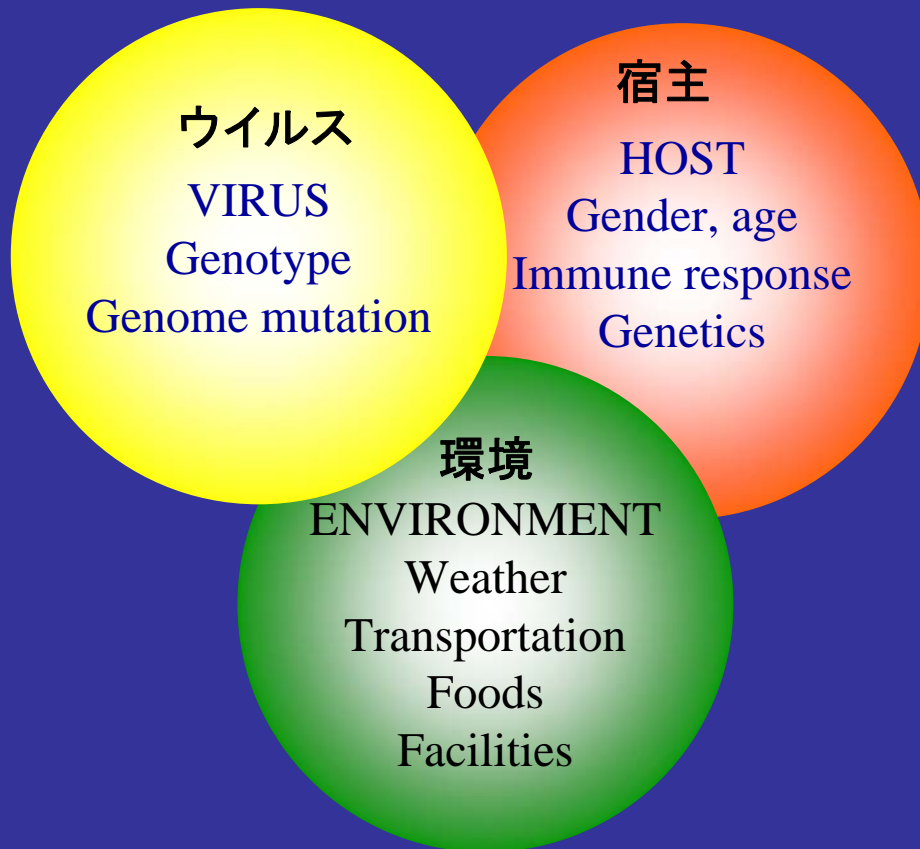 ウイルス
VIRUS
Genotype
Genome mutation
宿主
HOST
Gender, age
Immune response
Genetics
環境
ENVIRONMENT
Weather
Transportation
Foods
Facilities